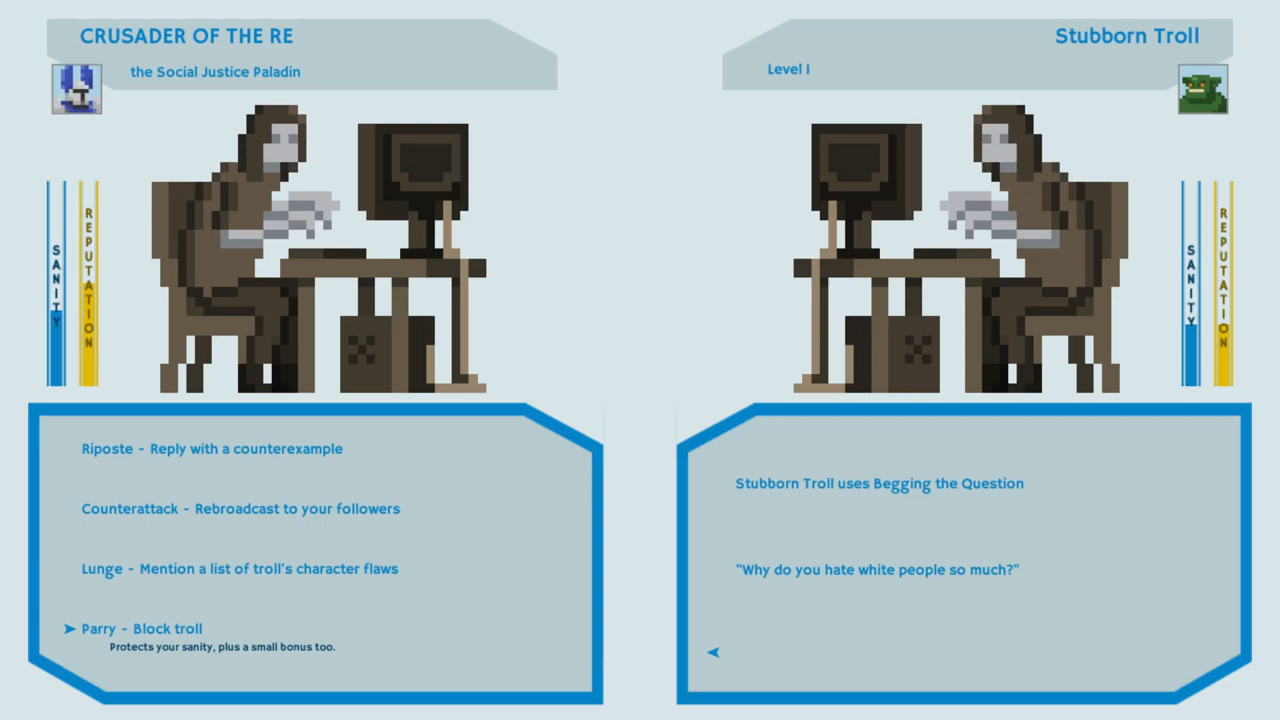 CRUSADER OF THE RE
the Social Justice Paladin
Stubborn Troll
Level 1
SANITY
REPUTATION
SANITY
REPUTATION
Riposte - Reply with a counterexample
Counterattack - Rebroadcast to your followers
Lunge - Mention a list of troll's character flaws
Parry - Block troll
Protects your sanity, plus a small bonus too.
Stubborn Troll uses Begging the Question
"Why do you hate white people so much?"